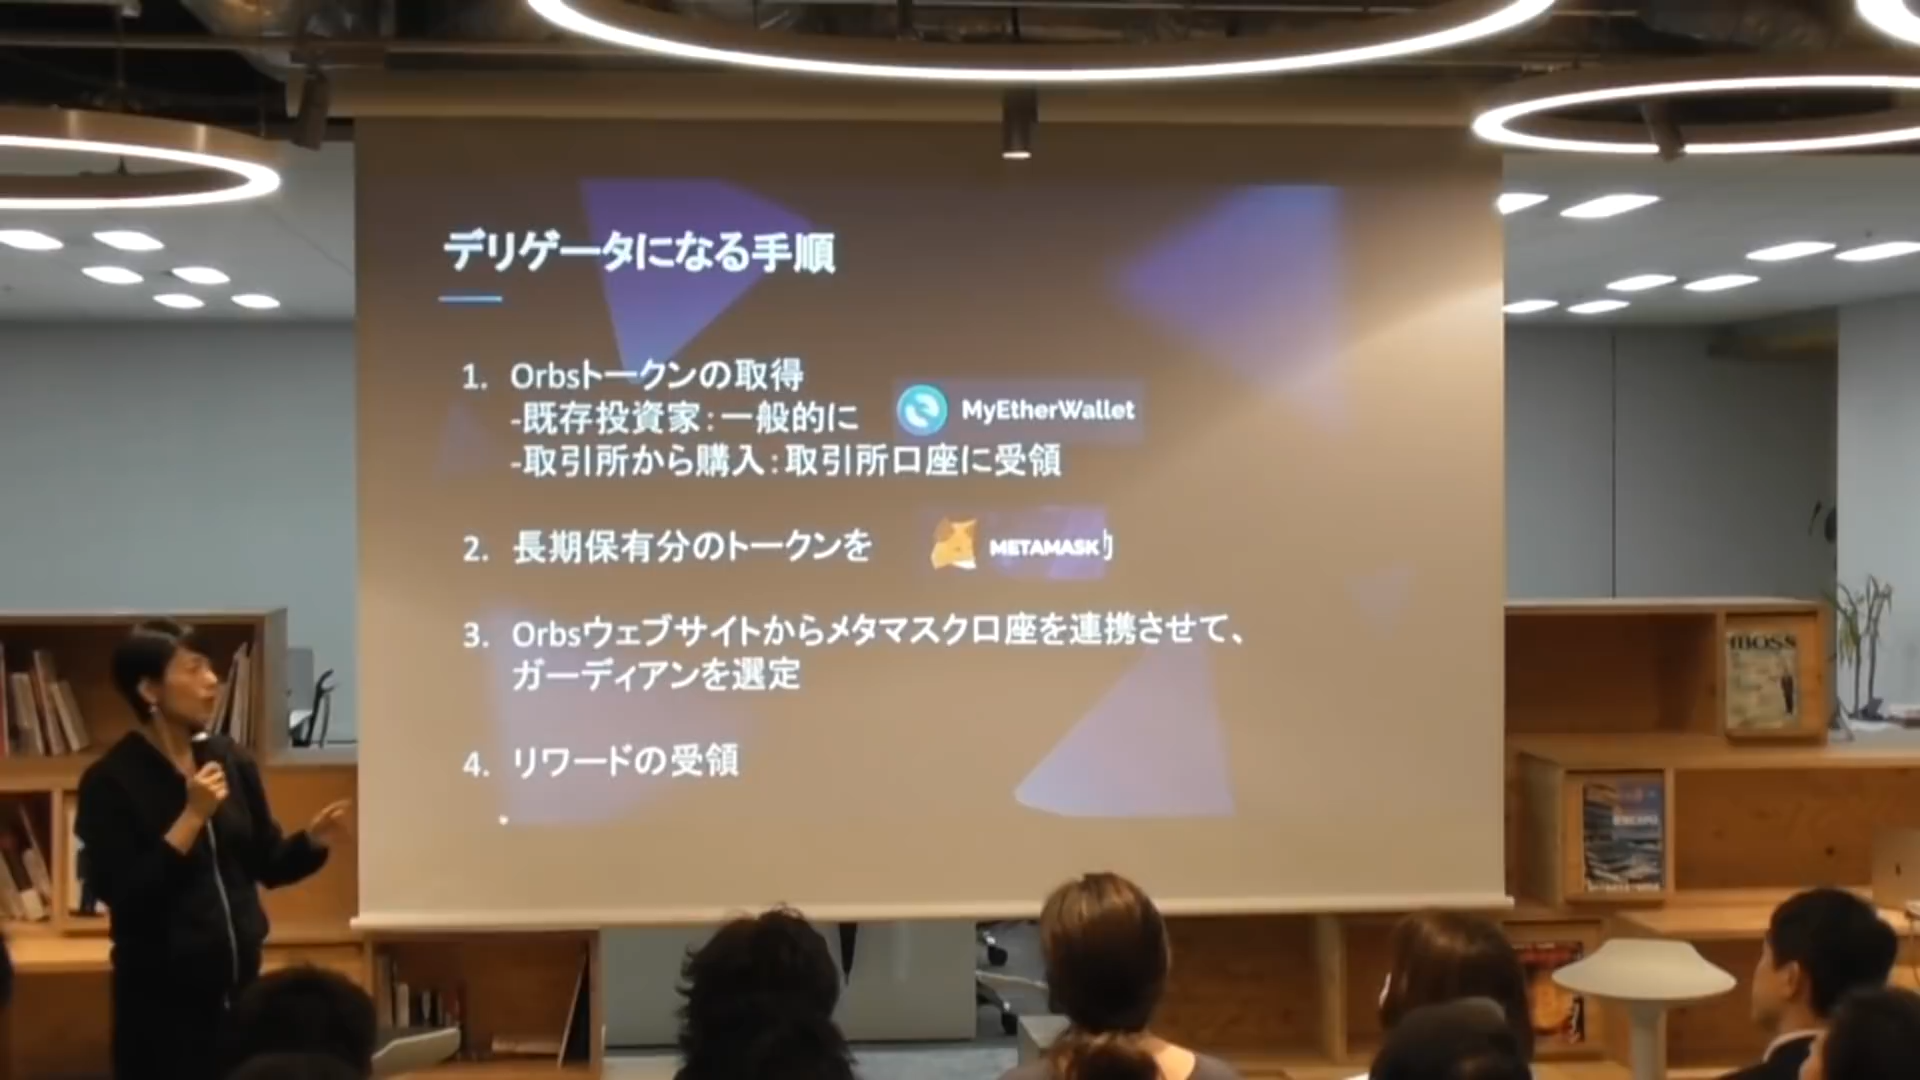 デリゲータになる手順
1. Orbsトークンの取得
-既存投資家：一般的に MyEtherWallet
-取引所から購入：取引所口座に受領
2. 長期保有分のトークンを METAMASK
3. Orbsウェブサイトからメタマスク口座を連携させて、
ガーディアンを選定
4. リワードの受領
BOSS